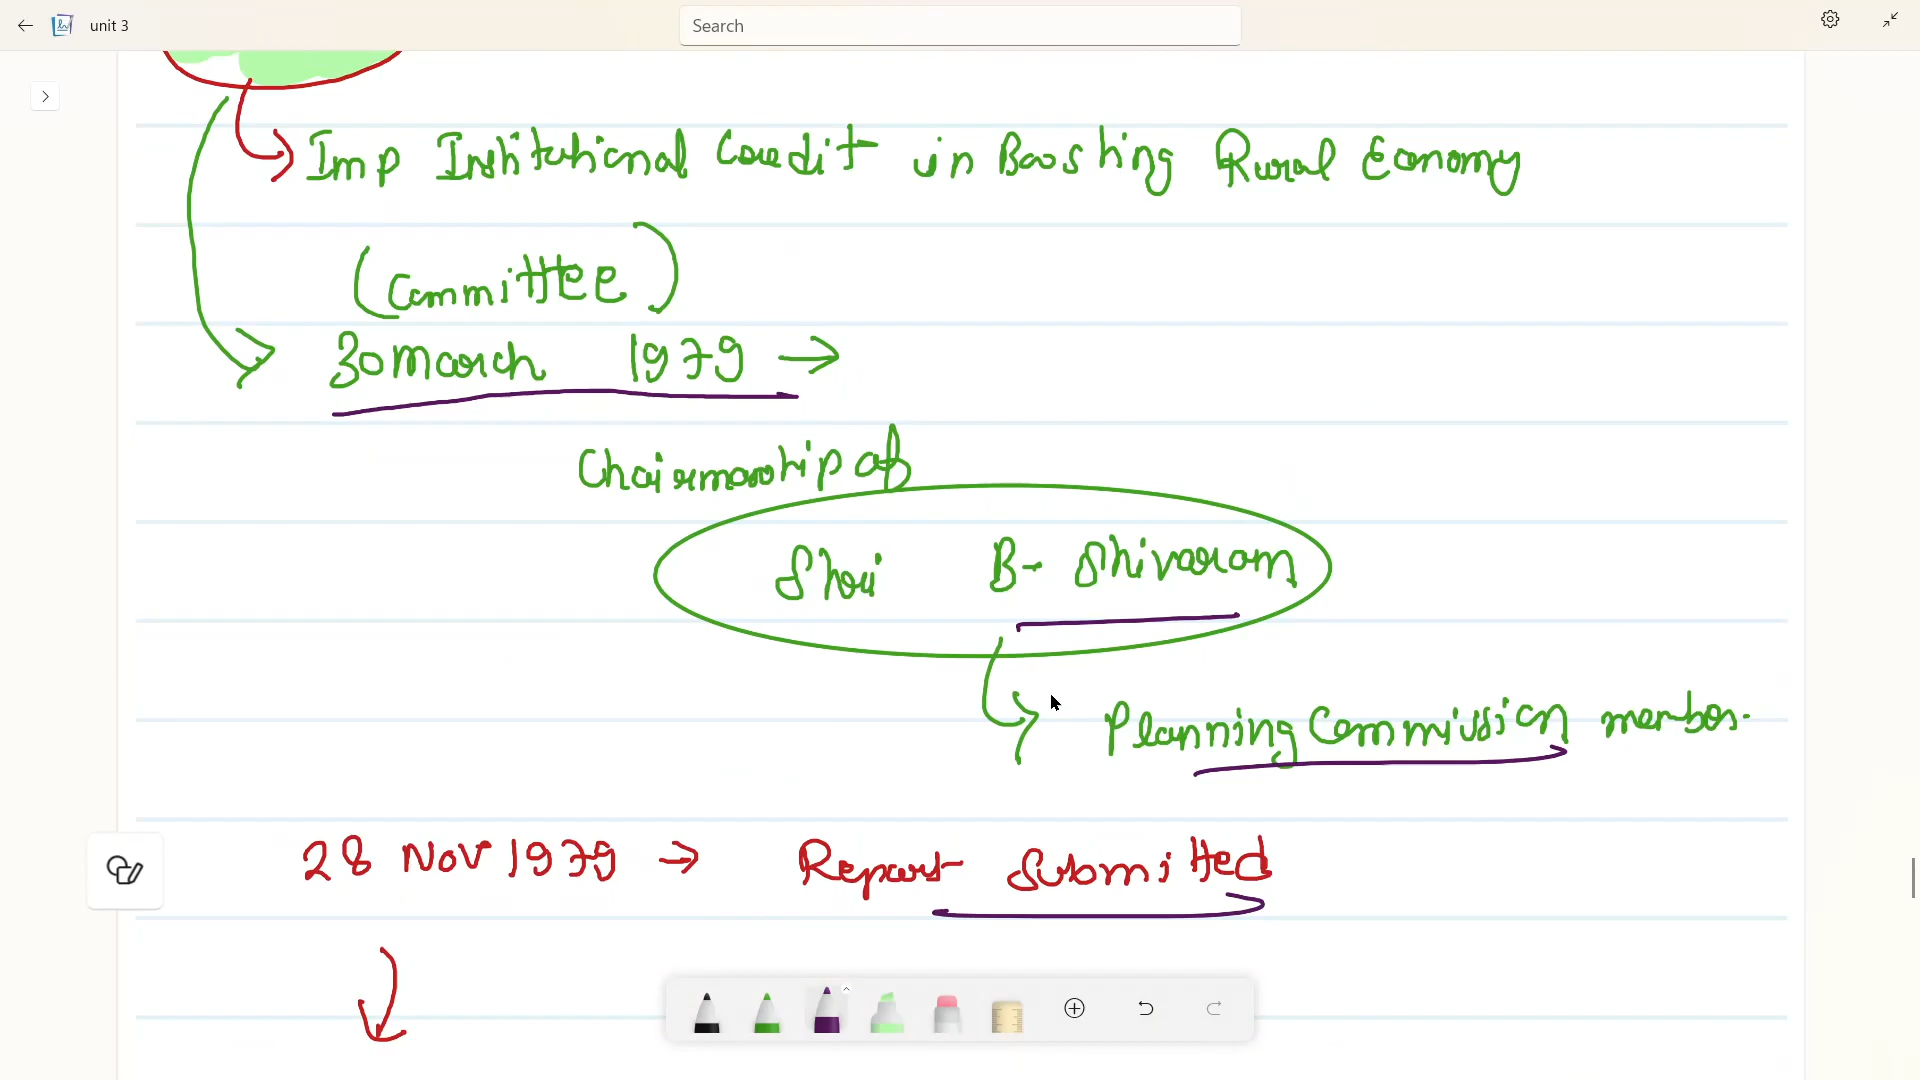 unit 3
Search
Imp Institutional Credit in Boosting Rural Economy
(Committee)
30 March 1979 →
Chairmanship of
Shri B- Shivaram
Planning Commission member.
28 Nov 1979 → Report Submitted